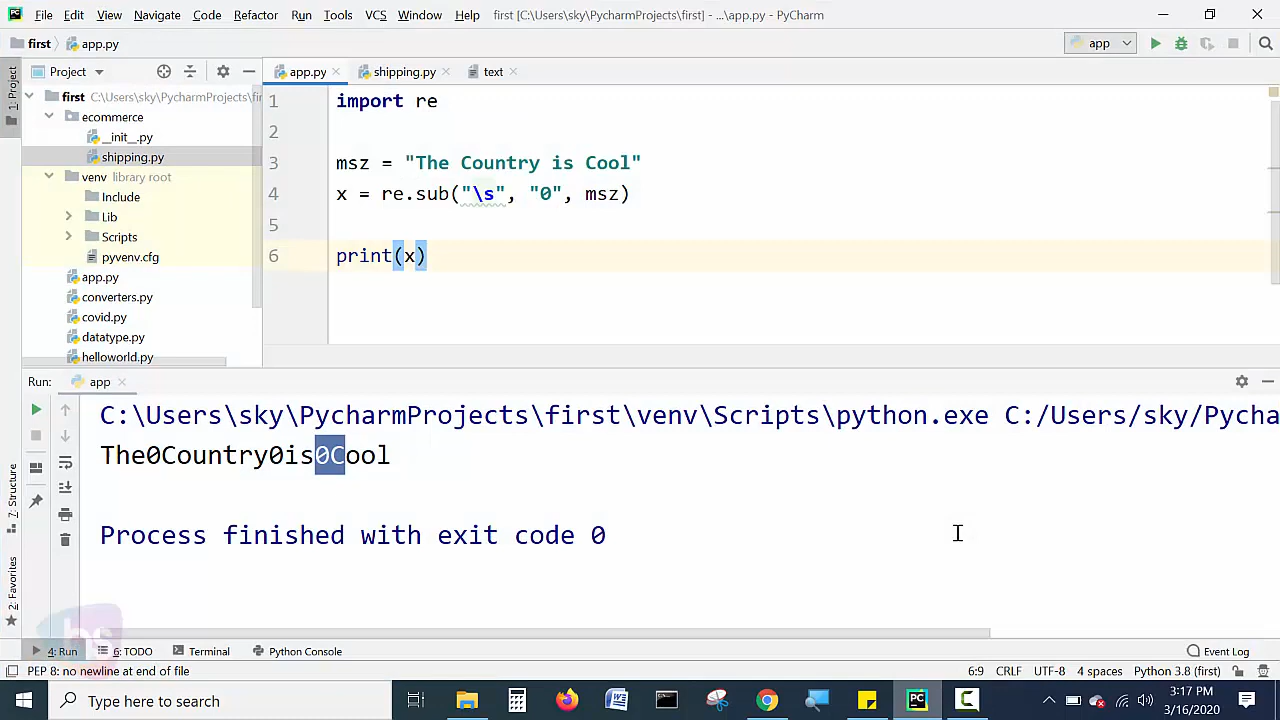 File Edit View Navigate Code Refactor Run Tools VCS Window Help first [C:\Users\sky\PycharmProjects\first] - ...\app.py - PyCharm
first app.py app
1: Project
Project app.py shipping.py text
first C:\Users\sky\PycharmProjects\fir
ecommerce
__init__.py
shipping.py
venv library root
Include
Lib
Scripts
pyvenv.cfg
app.py
converters.py
covid.py
datatype.py
helloworld.py
1 import re
2
3 msz = "The Country is Cool"
4 x = re.sub("\s", "0", msz)
5
6 print(x)
Run: app
C:\Users\sky\PycharmProjects\first\venv\Scripts\python.exe C:/Users/sky/Pycha
The0Country0is0Cool
Process finished with exit code 0
7: Structure
2: Favorites
hs
4: Run 6: TODO Terminal Python Console Event Log
PEP 8: no newline at end of file 6:9 CRLF UTF-8 4 spaces Python 3.8 (first)
Type here to search
3:17 PM
3/16/2020